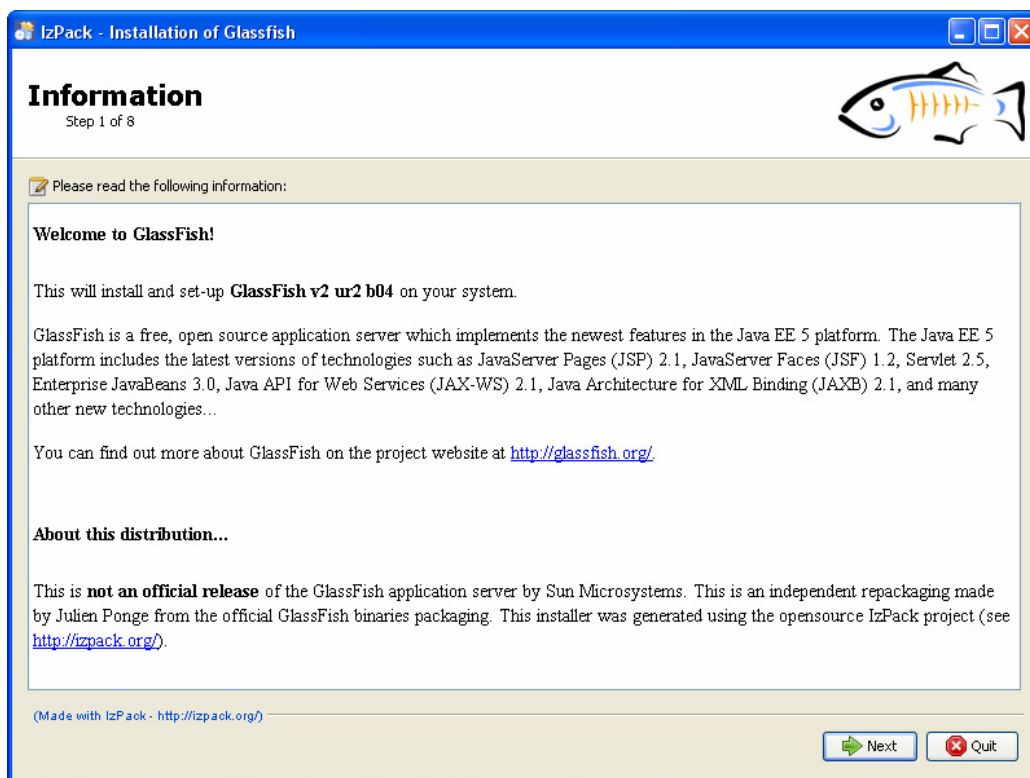 IzPack - Installation of Glassfish
Information
Step 1 of 8
Please read the following information:
Welcome to GlassFish!
This will install and set-up GlassFish v2 ur2 b04 on your system.
GlassFish is a free, open source application server which implements the newest features in the Java EE 5
platform. The Java EE 5
platform includes the latest versions of technologies such as JavaServer Pages (JSP) 2.1, JavaServer Faces (JSF) 1.2, Servlet 2.5,
Enterprise JavaBeans 3.0, Java API for Web Services (JAX-WS) 2.1, Java Architecture for XML Binding (JAXB) 2.1, and many
other new technologies...
You can find out more about GlassFish on the project website at http://glassfish.org/.
About this distribution...
This is not an official release of the GlassFish application server by Sun Microsystems. This is an independent repackaging made
by Julien Ponge from the official GlassFish binaries packaging. This installer was generated using the opensource IzPack project (see
http://izpack.org/).
(Made with IzPack - http://izpack.org/)
Next
Quit